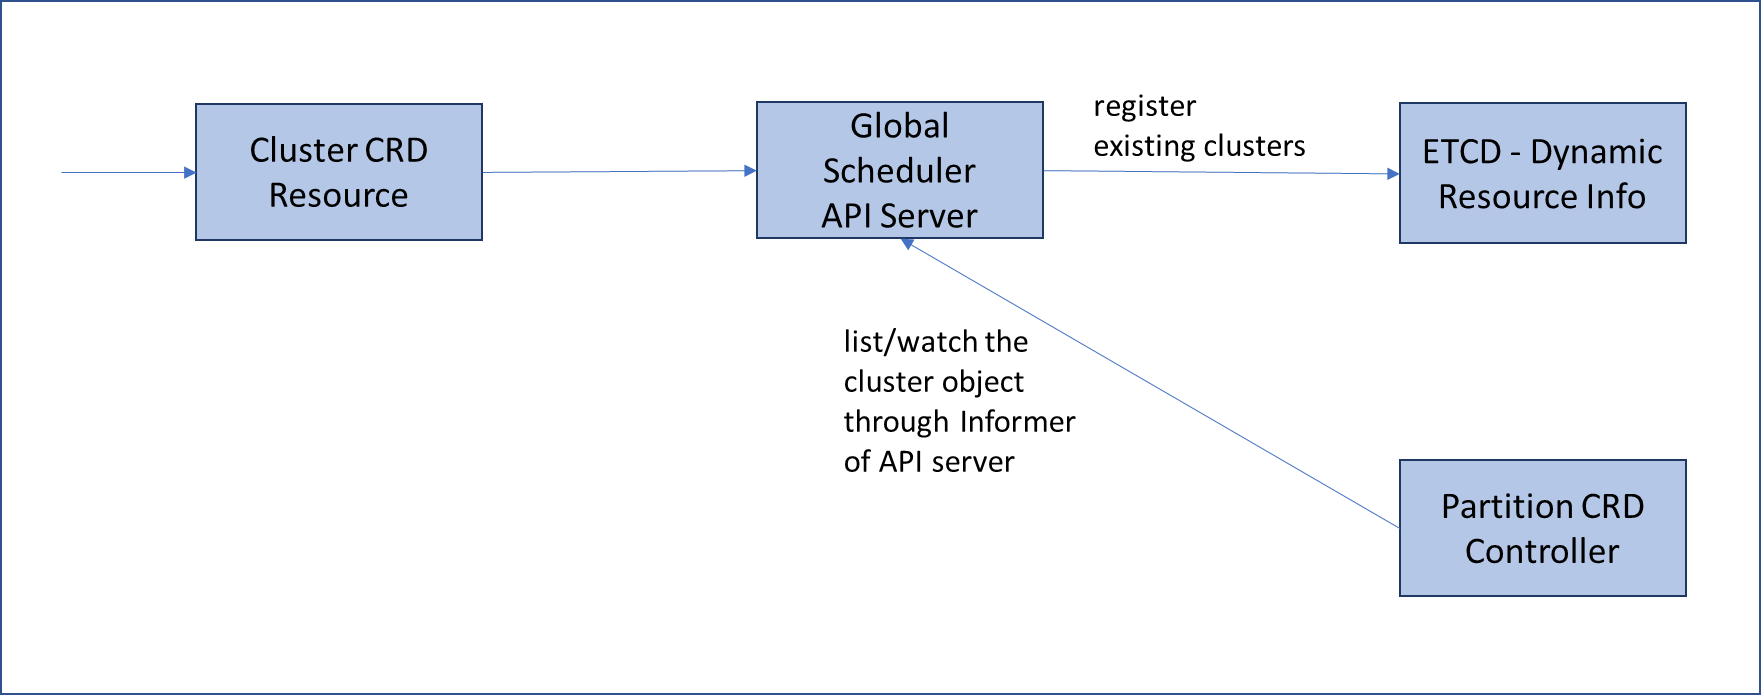 Cluster CRD
Resource
Global
Scheduler
API Server
register
existing clusters
ETCD - Dynamic
Resource Info
list/watch the
cluster object
through Informer
of API server
Partition CRD
Controller